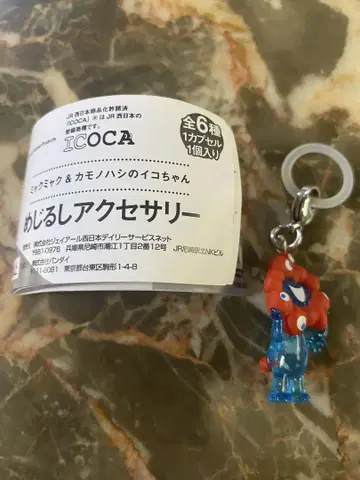 JR西日本商品化許諾済
「ICOCA」®はJR西日本の
登録商標です。
ICOCA
全6種
1カプセル
1個入り
ミャクミャク & カモノハシのイコちゃん
めじるしアクセサリー
株式会社ジェイアール西日本デイリーサービスネット
〒661-0976 兵庫県尼崎市潮江1丁目2番12号 JR尼崎駅北NKビル
株式会社バンダイ
東京都台東区駒形1-4-8